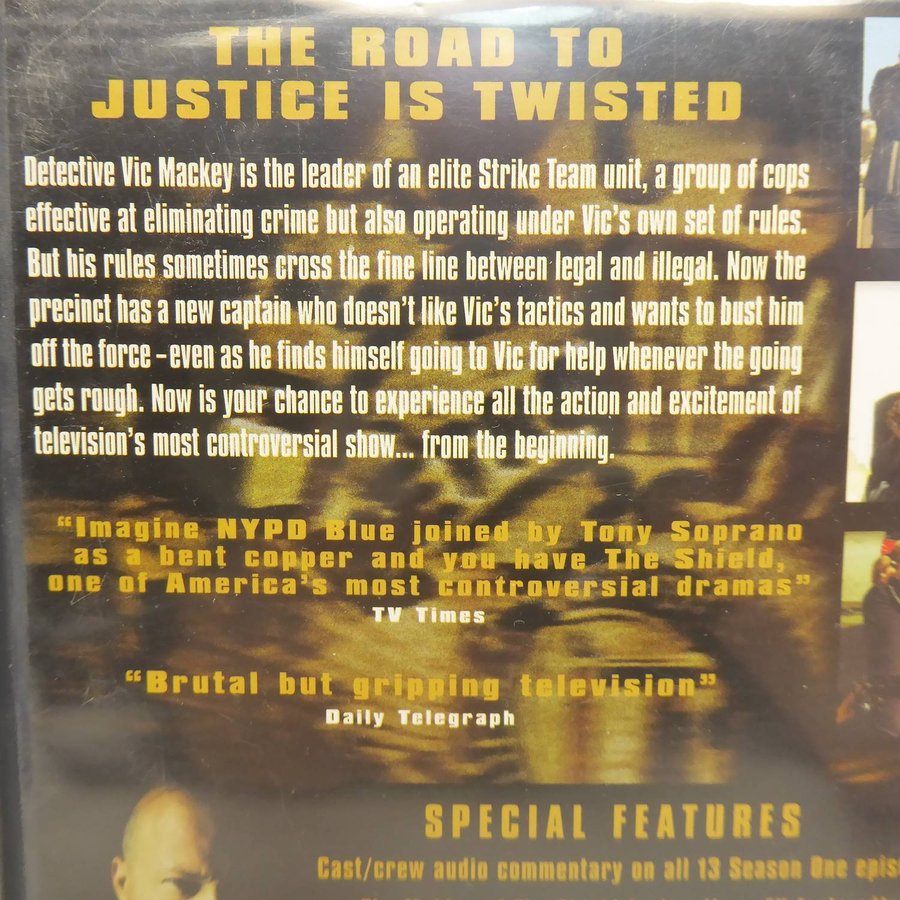 THE ROAD TO
JUSTICE IS TWISTED
Detective Vic Mackey is the leader of an elite Strike Team unit, a group of cops
effective at eliminating crime but also operating under Vic's own set of rules.
But his rules sometimes cross the fine line between legal and illegal. Now the
precinct has a new captain who doesn't like Vic's tactics and wants to bust him
off the force - even as he finds himself going to Vic for help whenever the going
gets rough. Now is your chance to experience all the action and excitement of
television's most controversial show... from the beginning.
"Imagine NYPD Blue joined by Tony Soprano
as a bent copper and you have The Shield,
one of America's most controversial dramas"
TV Times
"Brutal but gripping television"
Daily Telegraph
SPECIAL FEATURES
Cast/crew audio commentary on all 13 Season One